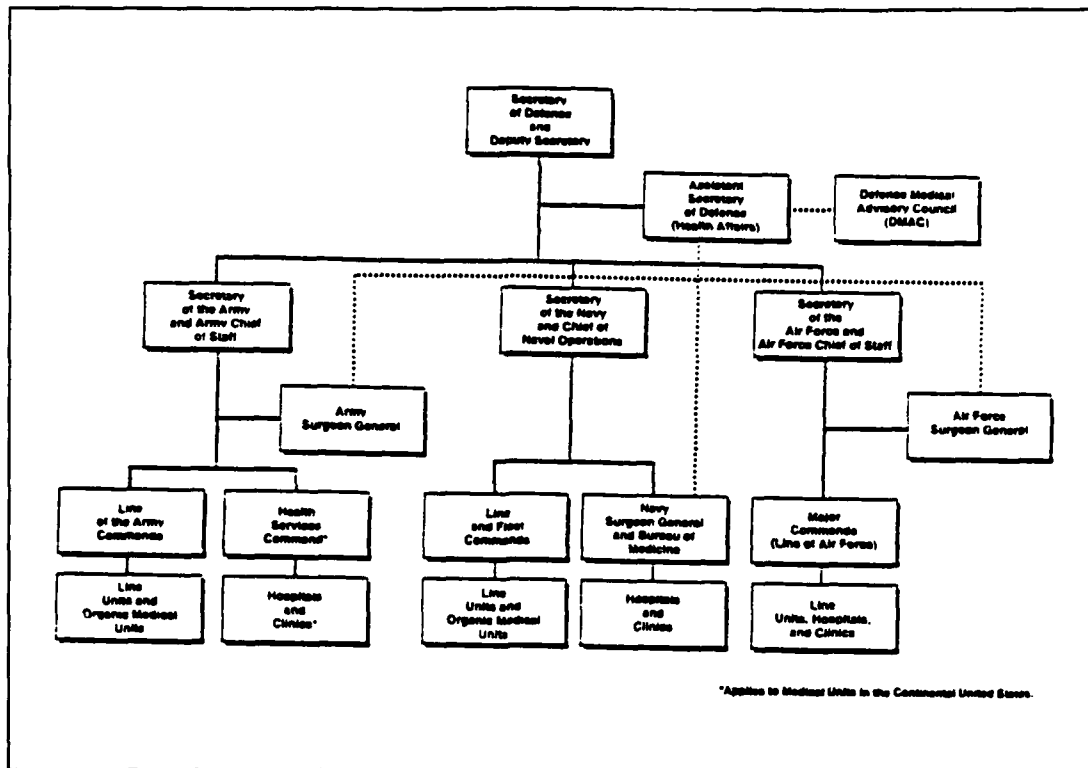 Secretary
of Defense
and
Deputy Secretary
Assistant
Secretary
of Defense
(Health Affairs)
Defense Medical
Advisory Council
(DMAC)
Secretary
of the Army
and Army Chief
of Staff
Secretary
of the Navy
and Chief of
Naval Operations
Secretary
of the
Air Force and
Air Force Chief of Staff
Army
Surgeon General
Air Force
Surgeon General
Line
of the Army
Commands
Health
Services
Command*
Line
and Fleet
Commands
Navy
Surgeon General
and Bureau of
Medicine
Major
Commands
(Line of Air Force)
Line
Units and
Organic Medical
Units
Hospitals
and
Clinics*
Line
Units and
Organic Medical
Units
Hospitals
and
Clinics
Line
Units, Hospitals,
and Clinics
*Applies to Medical Units in the Continental United States.